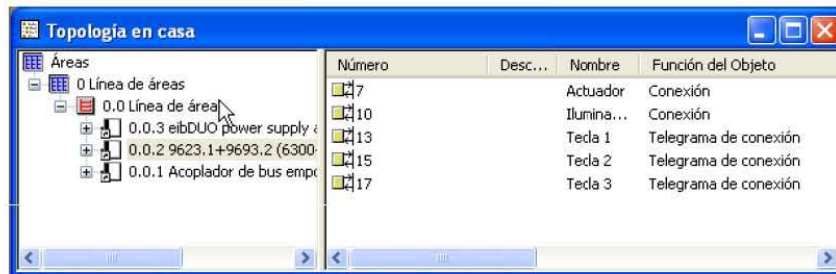 Topología en casa
Áreas
0 Línea de áreas
0.0 Línea de áreas
0.0.3 eibDUO power supply a
0.0.2 9623.1+9693.2 (6300-
0.0.1 Acoplador de bus empo
Número Desc... Nombre Función del Objeto
7 Actuador Conexión
10 Ilumina... Conexión
13 Tecla 1 Telegrama de conexión
15 Tecla 2 Telegrama de conexión
17 Tecla 3 Telegrama de conexión